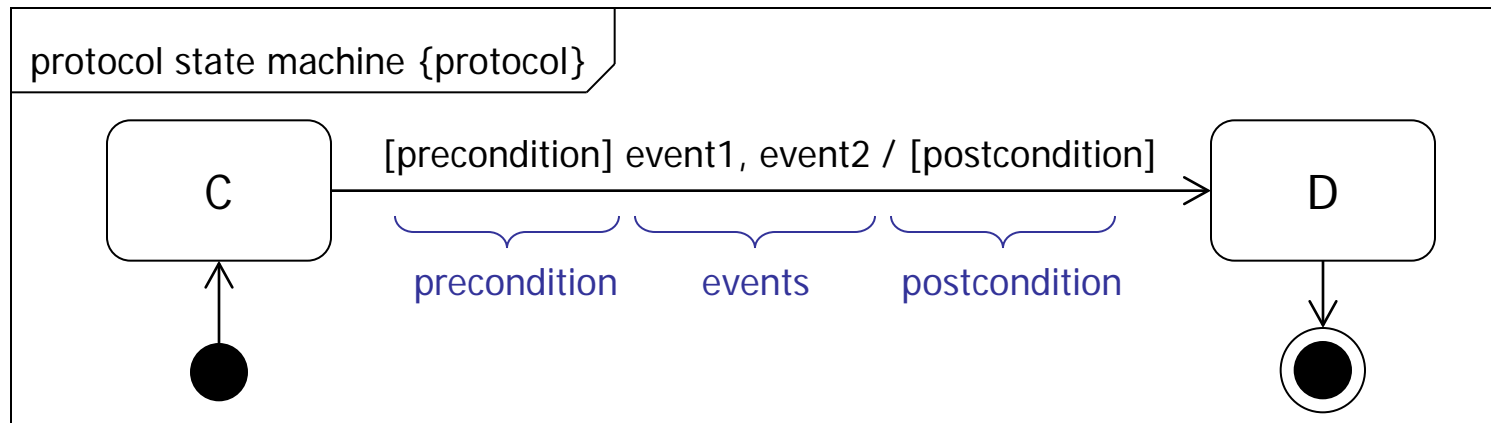 protocol state machine {protocol}
[precondition] event1, event2 / [postcondition]
C
D
precondition
events
postcondition